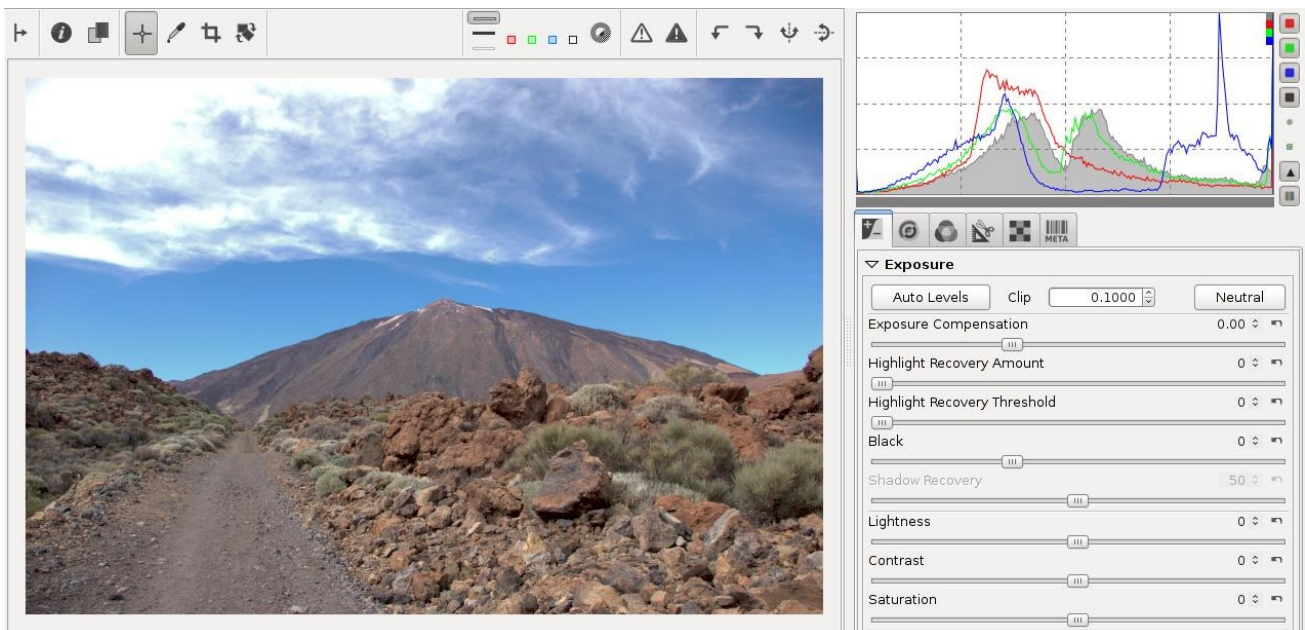 META
Exposure
Auto Levels Clip 0.1000 Neutral
Exposure Compensation 0.00
Highlight Recovery Amount 0
Highlight Recovery Threshold 0
Black 0
Shadow Recovery 50
Lightness 0
Contrast 0
Saturation 0